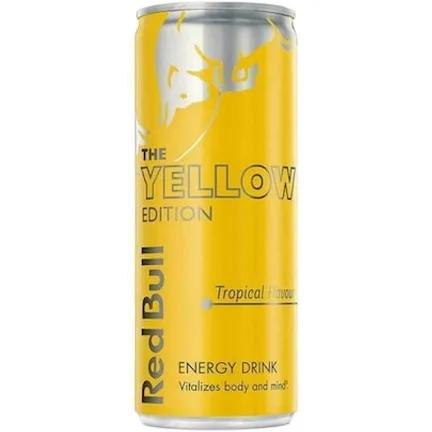 THE
YELLOW
EDITION
Red Bull
Tropical Flavour
ENERGY DRINK
Vitalizes body and mind®